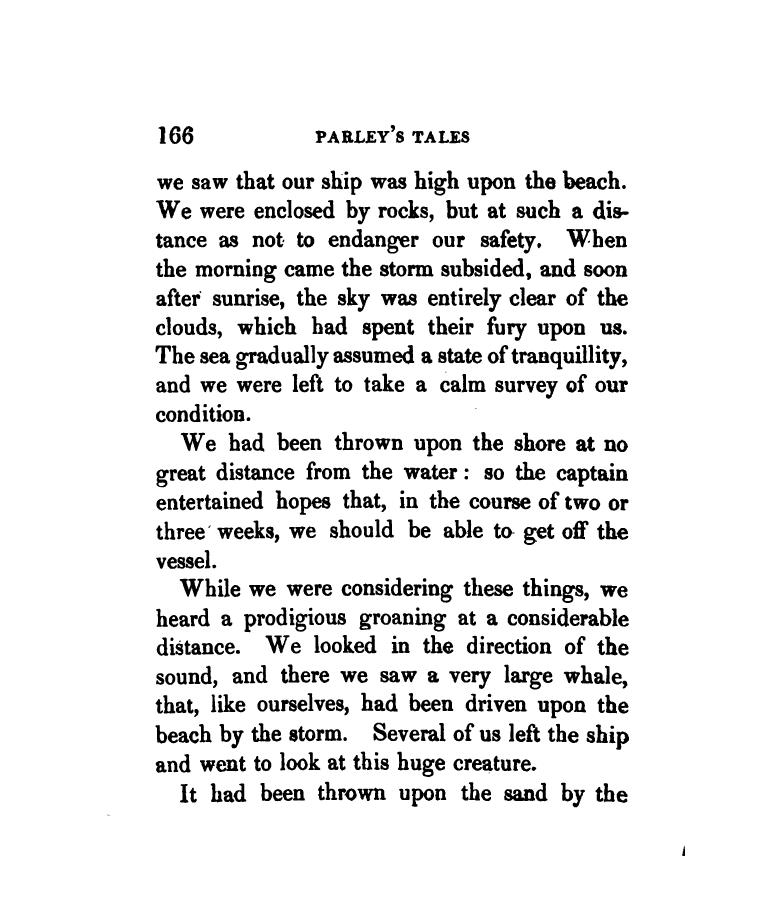 166 PARLEY'S TALES
we saw that our ship was high upon the beach.
We were enclosed by rocks, but at such a dis-
tance as not to endanger our safety. When
the morning came the storm subsided, and soon
after sunrise, the sky was entirely clear of the
clouds, which had spent their fury upon us.
The sea gradually assumed a state of tranquillity,
and we were left to take a calm survey of our
condition.
We had been thrown upon the shore at no
great distance from the water : so the captain
entertained hopes that, in the course of two or
three weeks, we should be able to get off the
vessel.
While we were considering these things, we
heard a prodigious groaning at a considerable
distance. We looked in the direction of the
sound, and there we saw a very large whale,
that, like ourselves, had been driven upon the
beach by the storm. Several of us left the ship
and went to look at this huge creature.
It had been thrown upon the sand by the